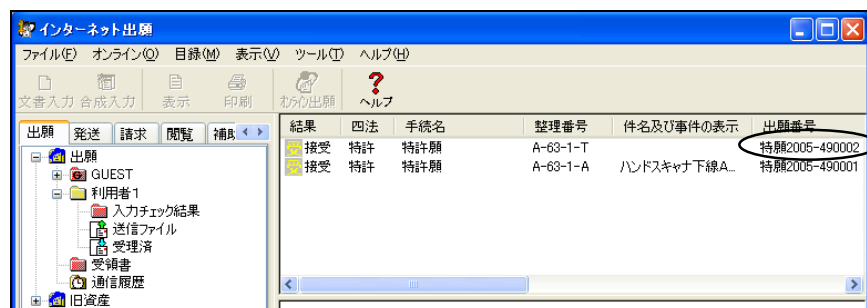 インターネット出願
ファイル(F) オンライン(O) 目録(M) 表示(V) ツール(T) ヘルプ(H)
文書入力 合成入力 表示 印刷 オンライン出願 ヘルプ
出願 発送 請求 閲覧
結果 四法 手続名 整理番号 件名及び事件の表示 出願番号
接受 特許 特許願 A-63-1-T 特願2005-490002
接受 特許 特許願 A-63-1-A ハンドスキャナ下線A... 特願2005-490001
出願
GUEST
利用者1
入力チェック結果
送信ファイル
受理済
受領書
通信履歴
旧資産